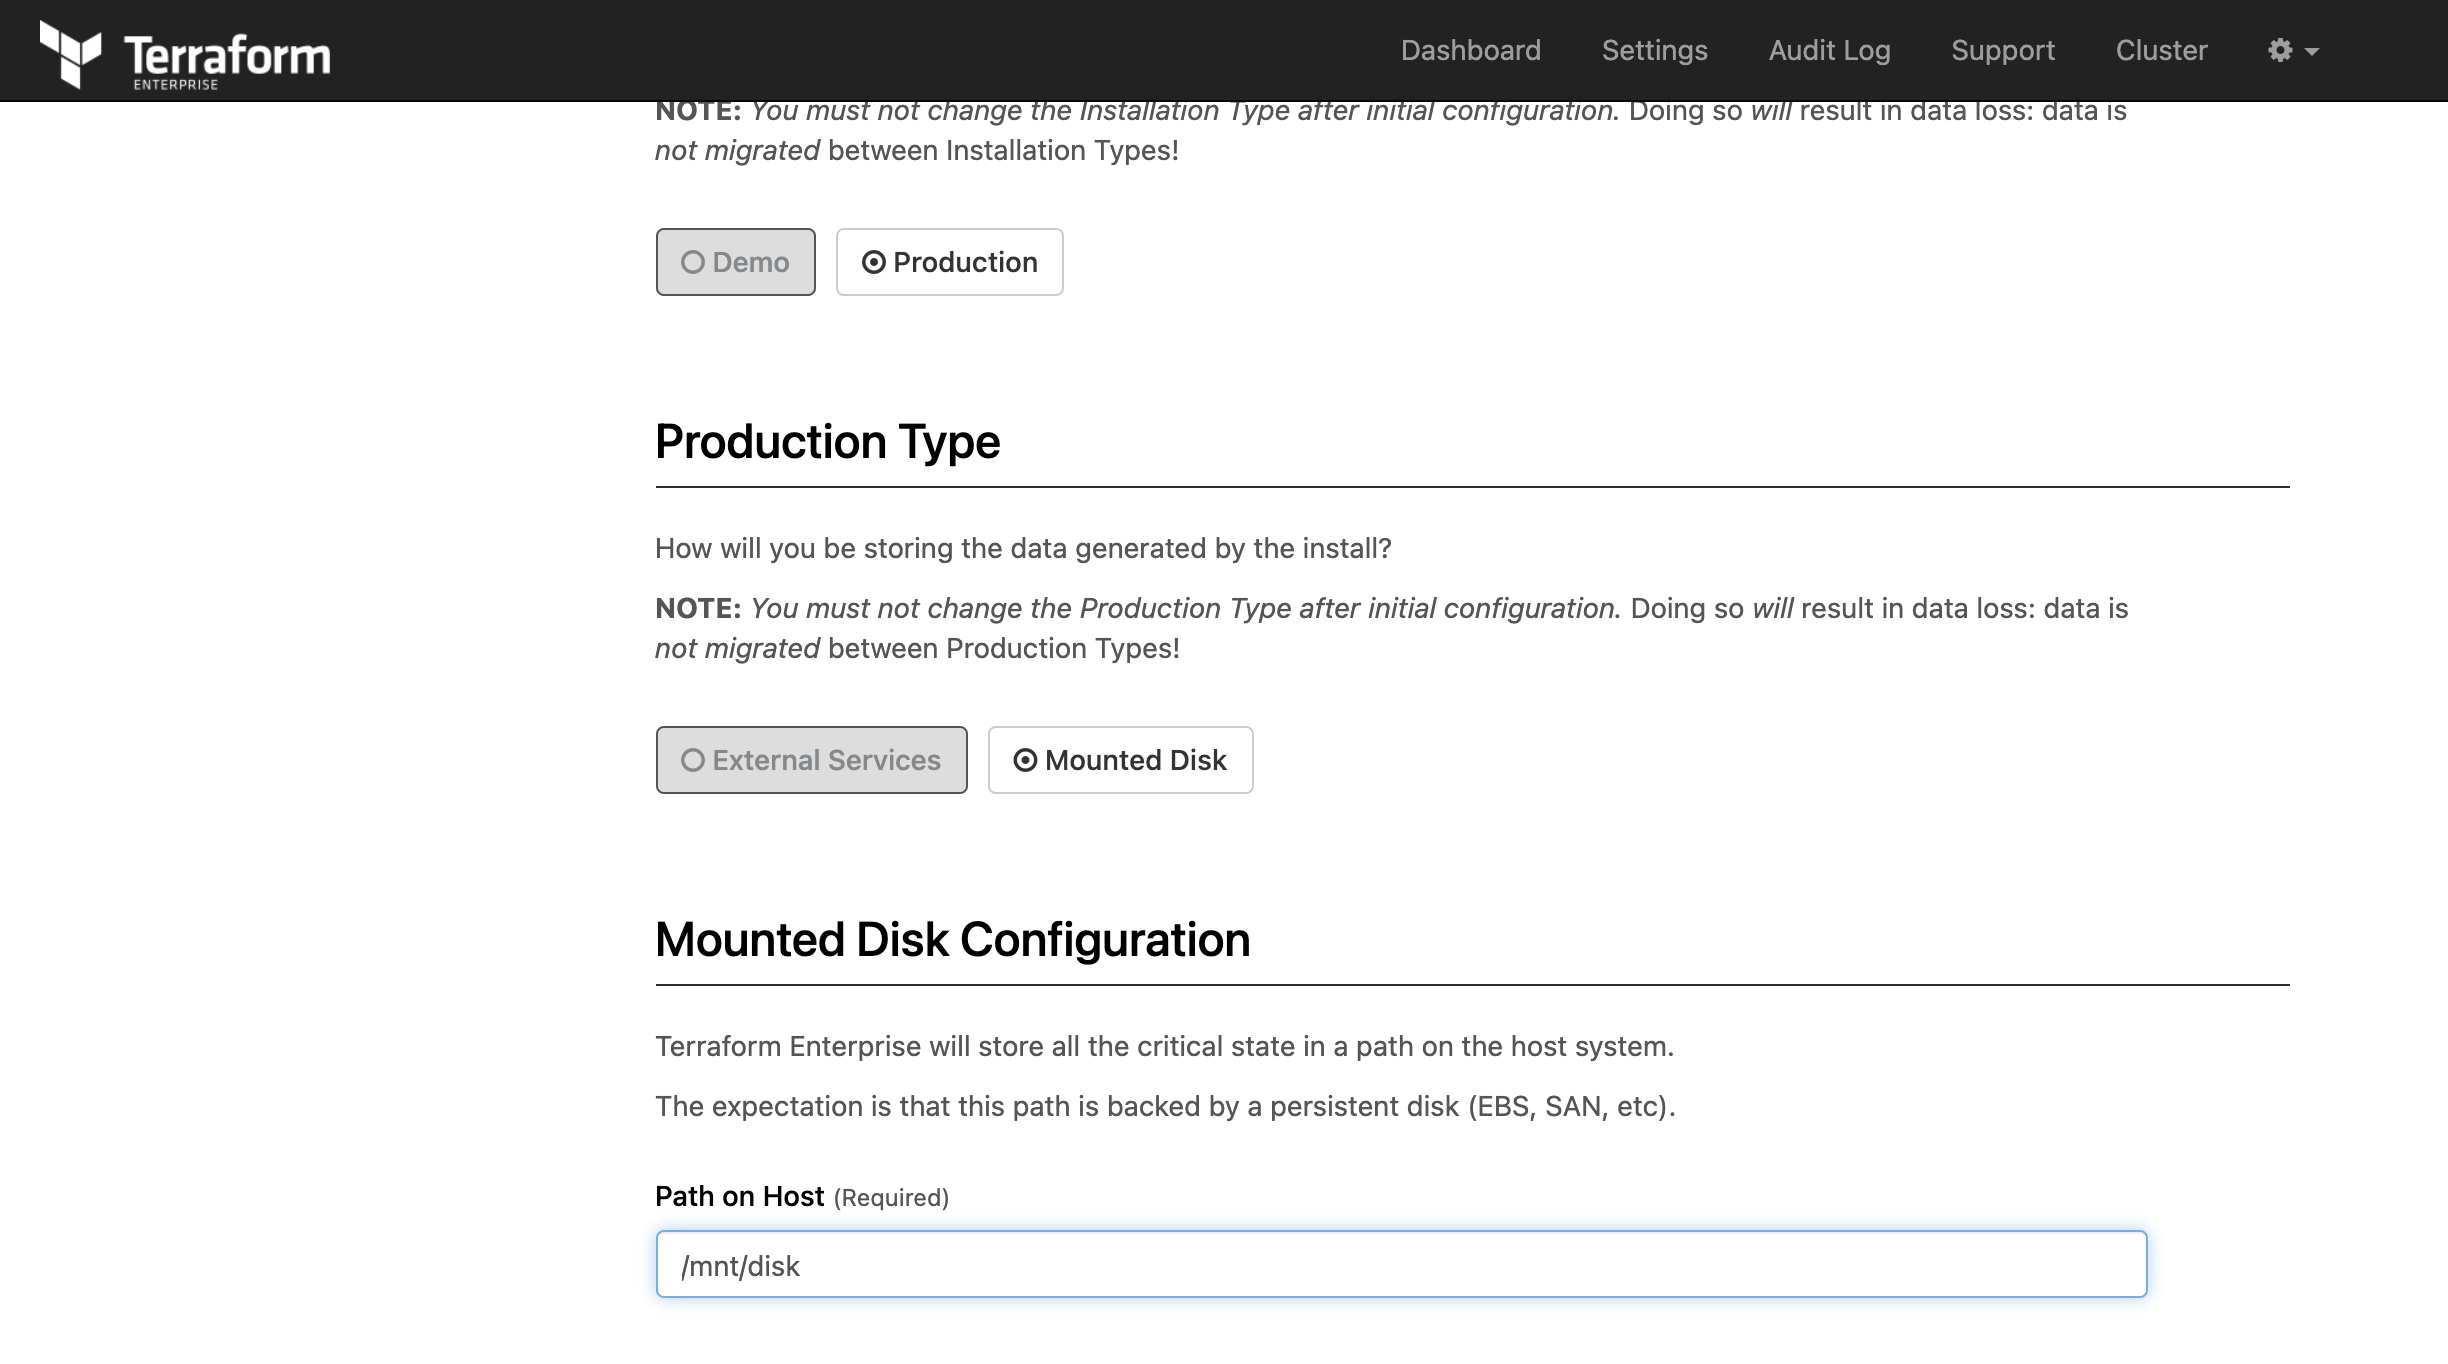 Terraform
ENTERPRISE
Dashboard Settings Audit Log Support Cluster
NOTE: You must not change the Installation Type after initial configuration. Doing so will result in data loss: data is
not migrated between Installation Types!
Demo Production
Production Type
How will you be storing the data generated by the install?
NOTE: You must not change the Production Type after initial configuration. Doing so will result in data loss: data is
not migrated between Production Types!
External Services Mounted Disk
Mounted Disk Configuration
Terraform Enterprise will store all the critical state in a path on the host system.
The expectation is that this path is backed by a persistent disk (EBS, SAN, etc).
Path on Host (Required)
/mnt/disk